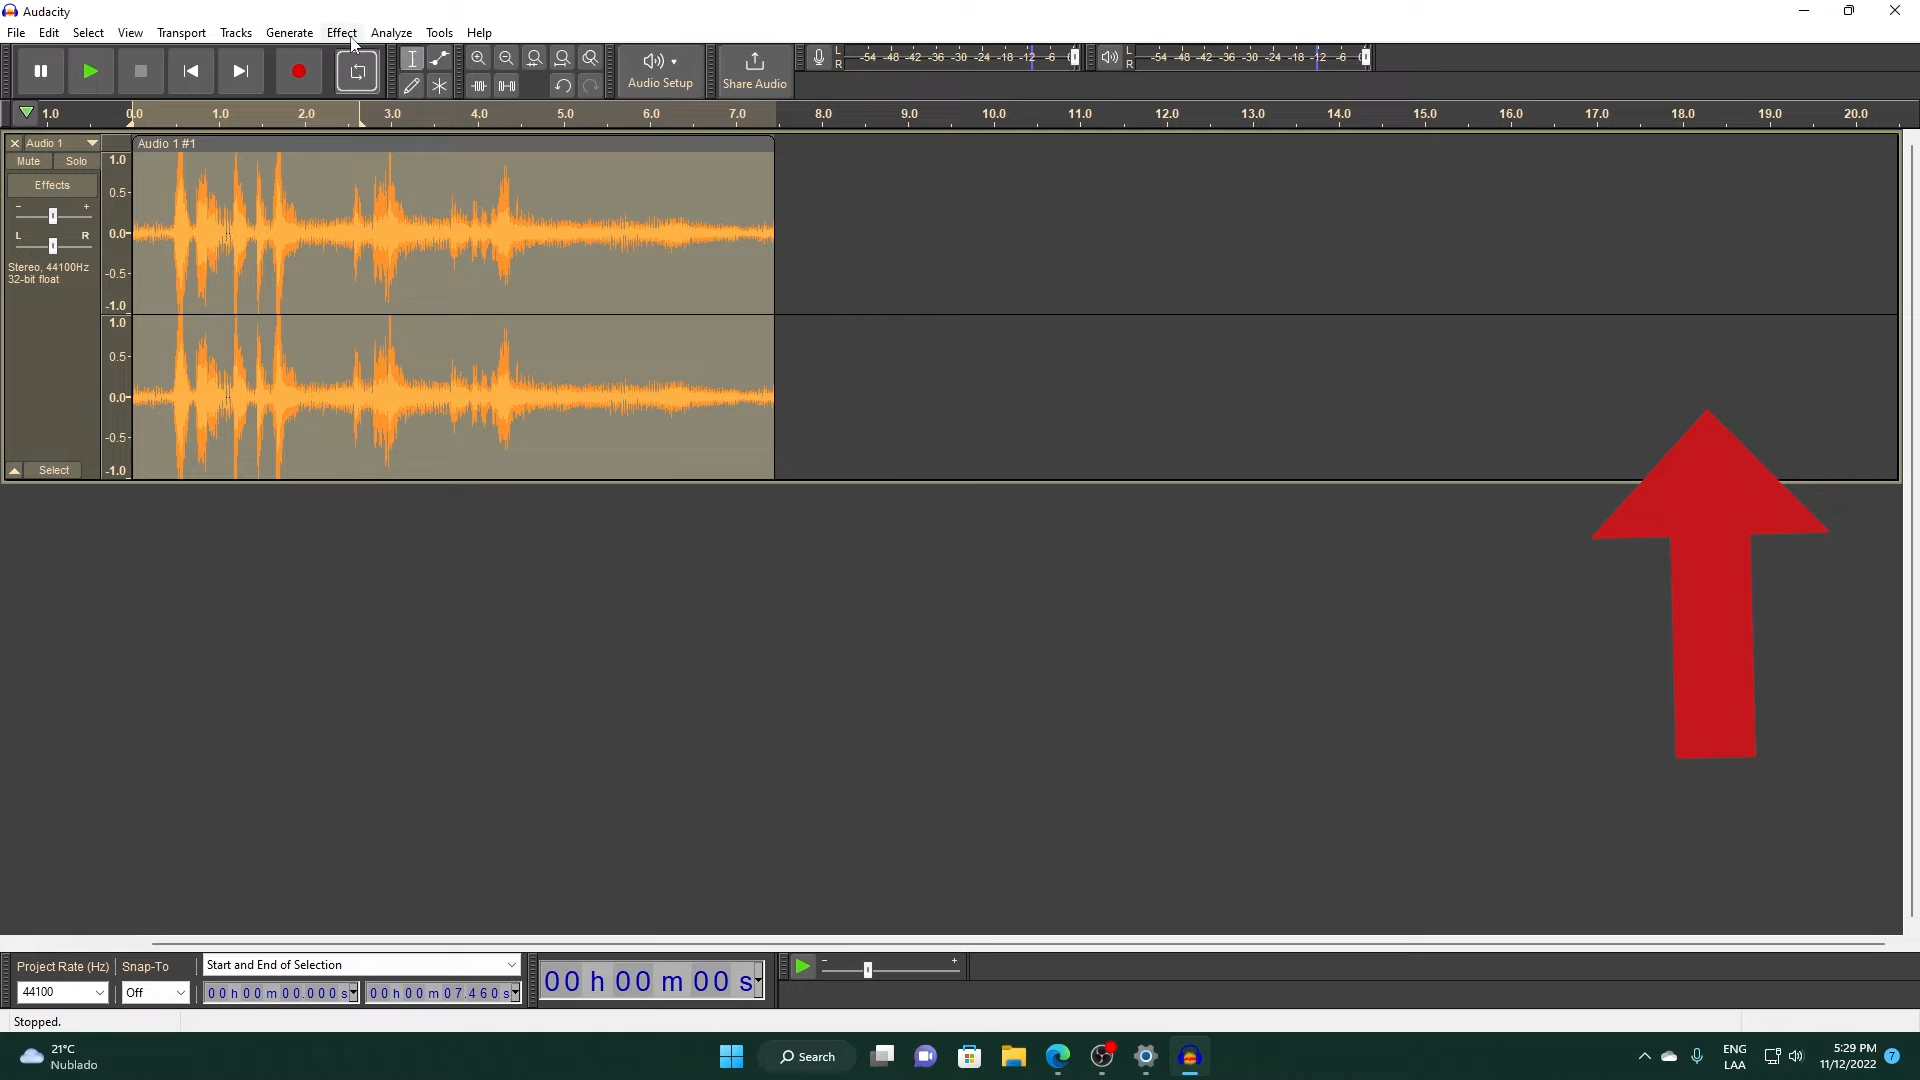 Audacity
File Edit Select View Transport Tracks Generate Effect Analyze Tools Help
Audio Setup
Share Audio
L
R
-54 -48 -42 -36 -30 -24 -18 -12 -6 0
L
R
-54 -48 -42 -36 -30 -24 -18 -12 -6 0
1.0 0.0 1.0 2.0 3.0 4.0 5.0 6.0 7.0 8.0 9.0 10.0 11.0 12.0 13.0 14.0 15.0 16.0 17.0 18.0 19.0 20.0
Audio 1
Audio 1 #1
Mute Solo
Effects
- +
L R
Stereo, 44100Hz
32-bit float
Select
1.0
0.5-
0.0-
-0.5-
-1.0
1.0
0.5-
0.0-
-0.5-
-1.0
Project Rate (Hz) Snap-To
Start and End of Selection
44100
Off
00 h 00 m 00.000 s
00 h 00 m 07.460 s
00 h 00 m 00 s
- +
Stopped.
21°C
Nublado
Search
ENG
LAA
5:29 PM
11/12/2022
7